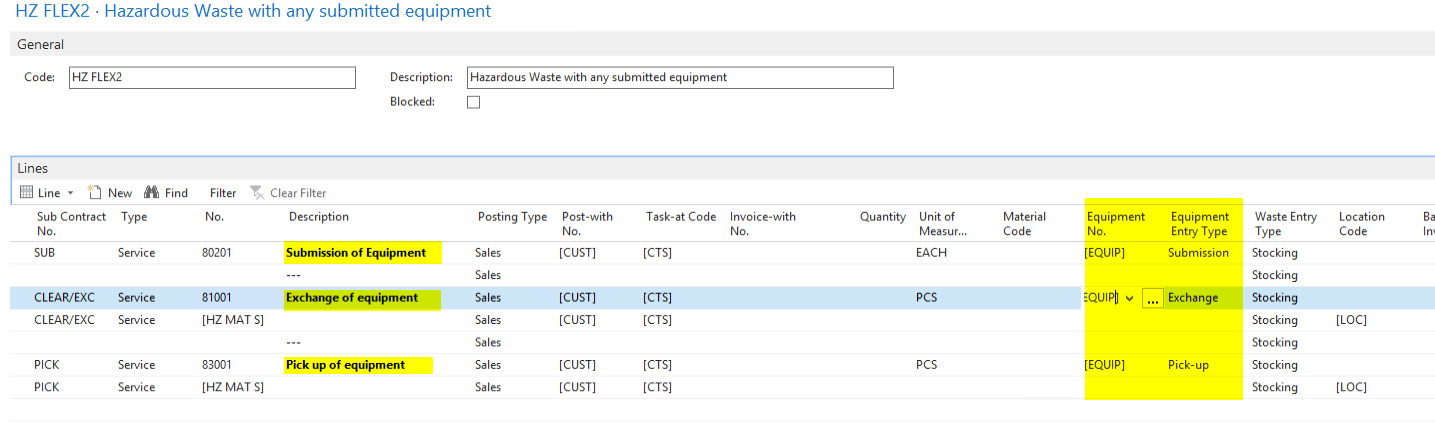 HZ FLEX2 · Hazardous Waste with any submitted equipment
General
Code: HZ FLEX2 Description: Hazardous Waste with any submitted equipment
Blocked:
Lines
Line New Find Filter Clear Filter
Sub Contract No. Type No. Description Posting Type Post-with No. Task-at Code Invoice-with No. Quantity Unit of Measur... Material Code Equipment No. Equipment Entry Type Waste Entry Type Location Code Ba Inv
SUB Service 80201 Submission of Equipment Sales [CUST] [CTS] EACH [EQUIP] Submission Stocking
--- Sales Stocking
CLEAR/EXC Service 81001 Exchange of equipment Sales [CUST] [CTS] PCS EQUIP] ... Exchange Stocking
CLEAR/EXC Service [HZ MAT S] Sales [CUST] [CTS] Stocking [LOC]
--- Sales Stocking
PICK Service 83001 Pick up of equipment Sales [CUST] [CTS] PCS [EQUIP] Pick-up Stocking
PICK Service [HZ MAT S] Sales [CUST] [CTS] Stocking [LOC]